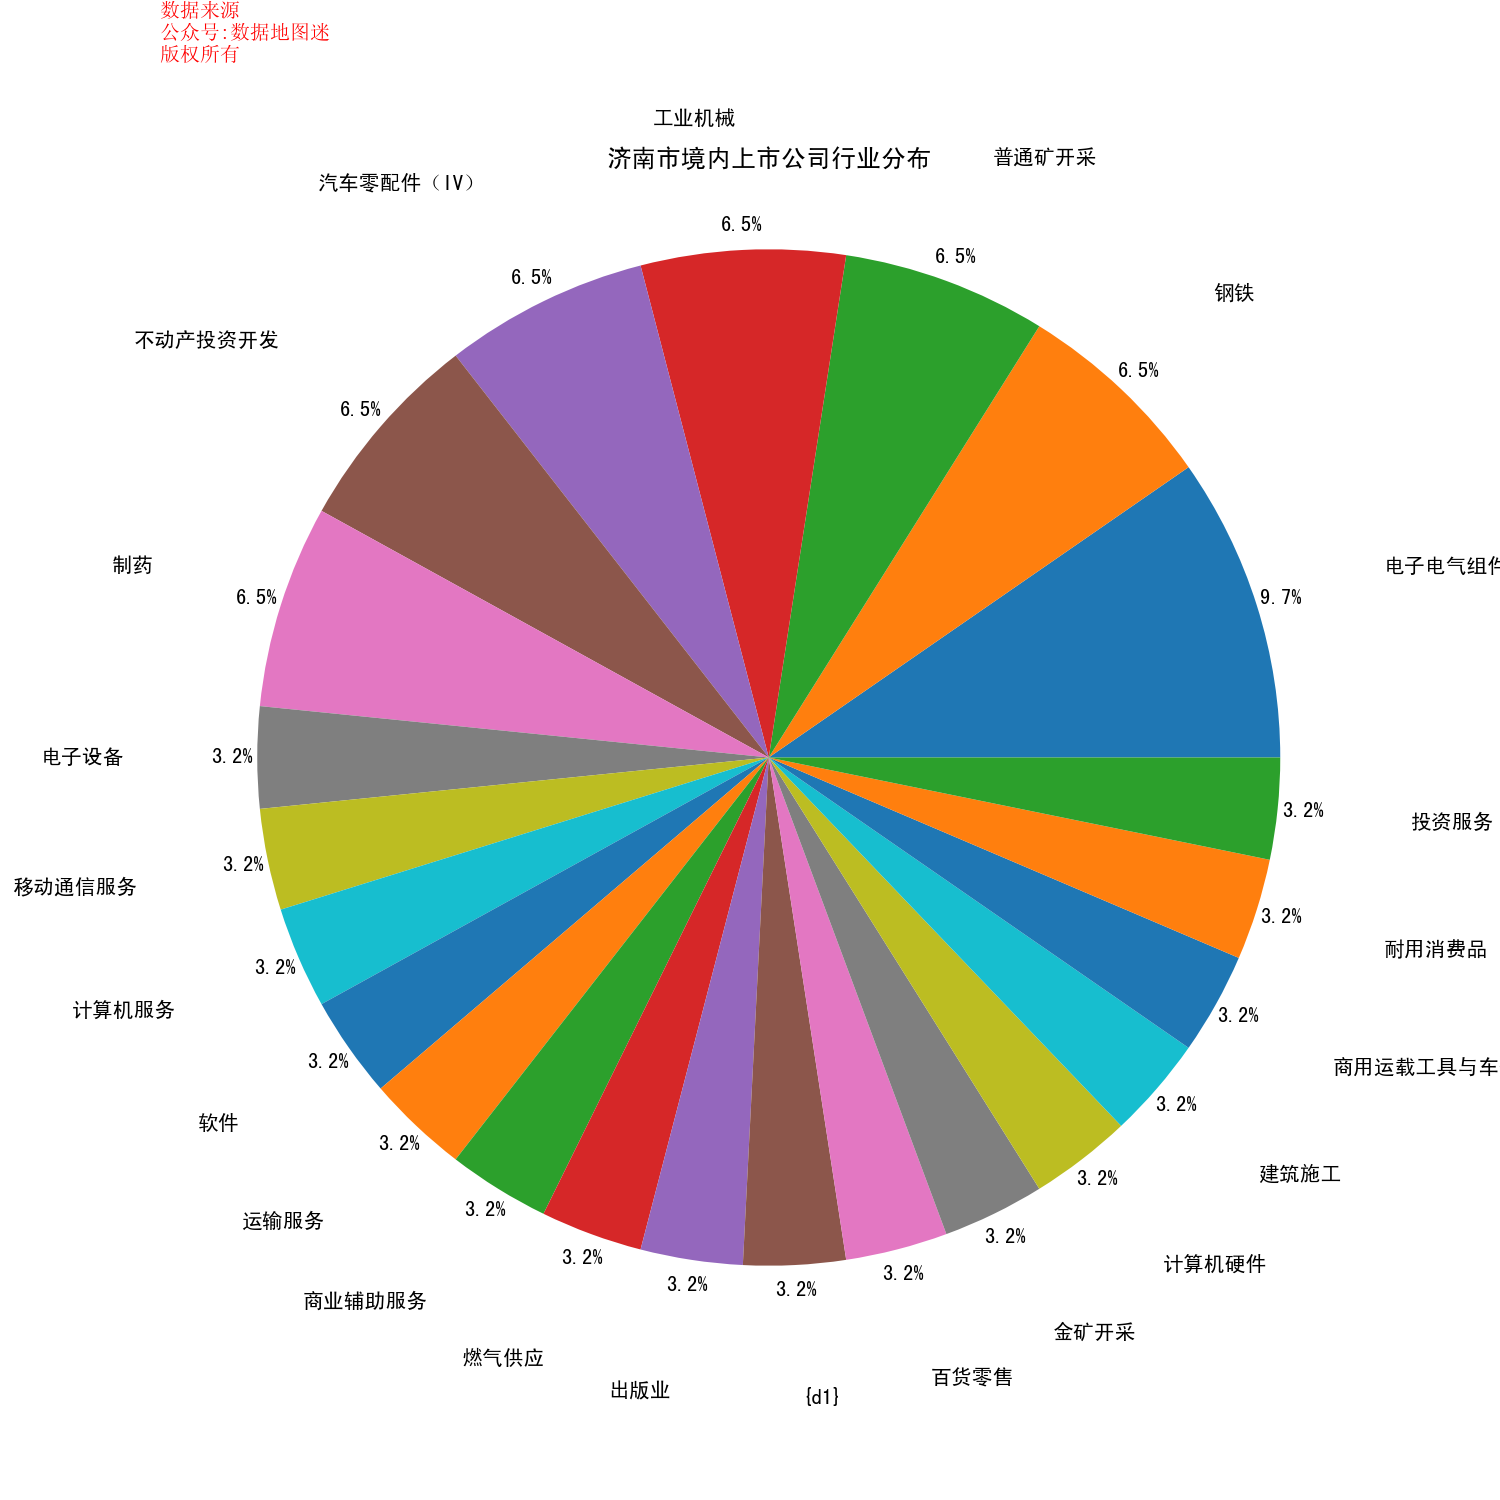 数据来源
公众号:数据地图迷
版权所有
工业机械
济南市境内上市公司行业分布
普通矿开采
汽车零配件（IV）
6.5%
6.5%
6.5%
钢铁
不动产投资开发
6.5%
6.5%
制药
电子电气组件
6.5%
9.7%
电子设备
3.2%
3.2%
投资服务
3.2%
移动通信服务
3.2%
耐用消费品
3.2%
计算机服务
3.2%
3.2%
商用运载工具与车
3.2%
软件
3.2%
建筑施工
3.2%
运输服务
3.2%
3.2%
计算机硬件
3.2%
3.2%
3.2%
3.2%
商业辅助服务
金矿开采
燃气供应
百货零售
出版业
{d1}